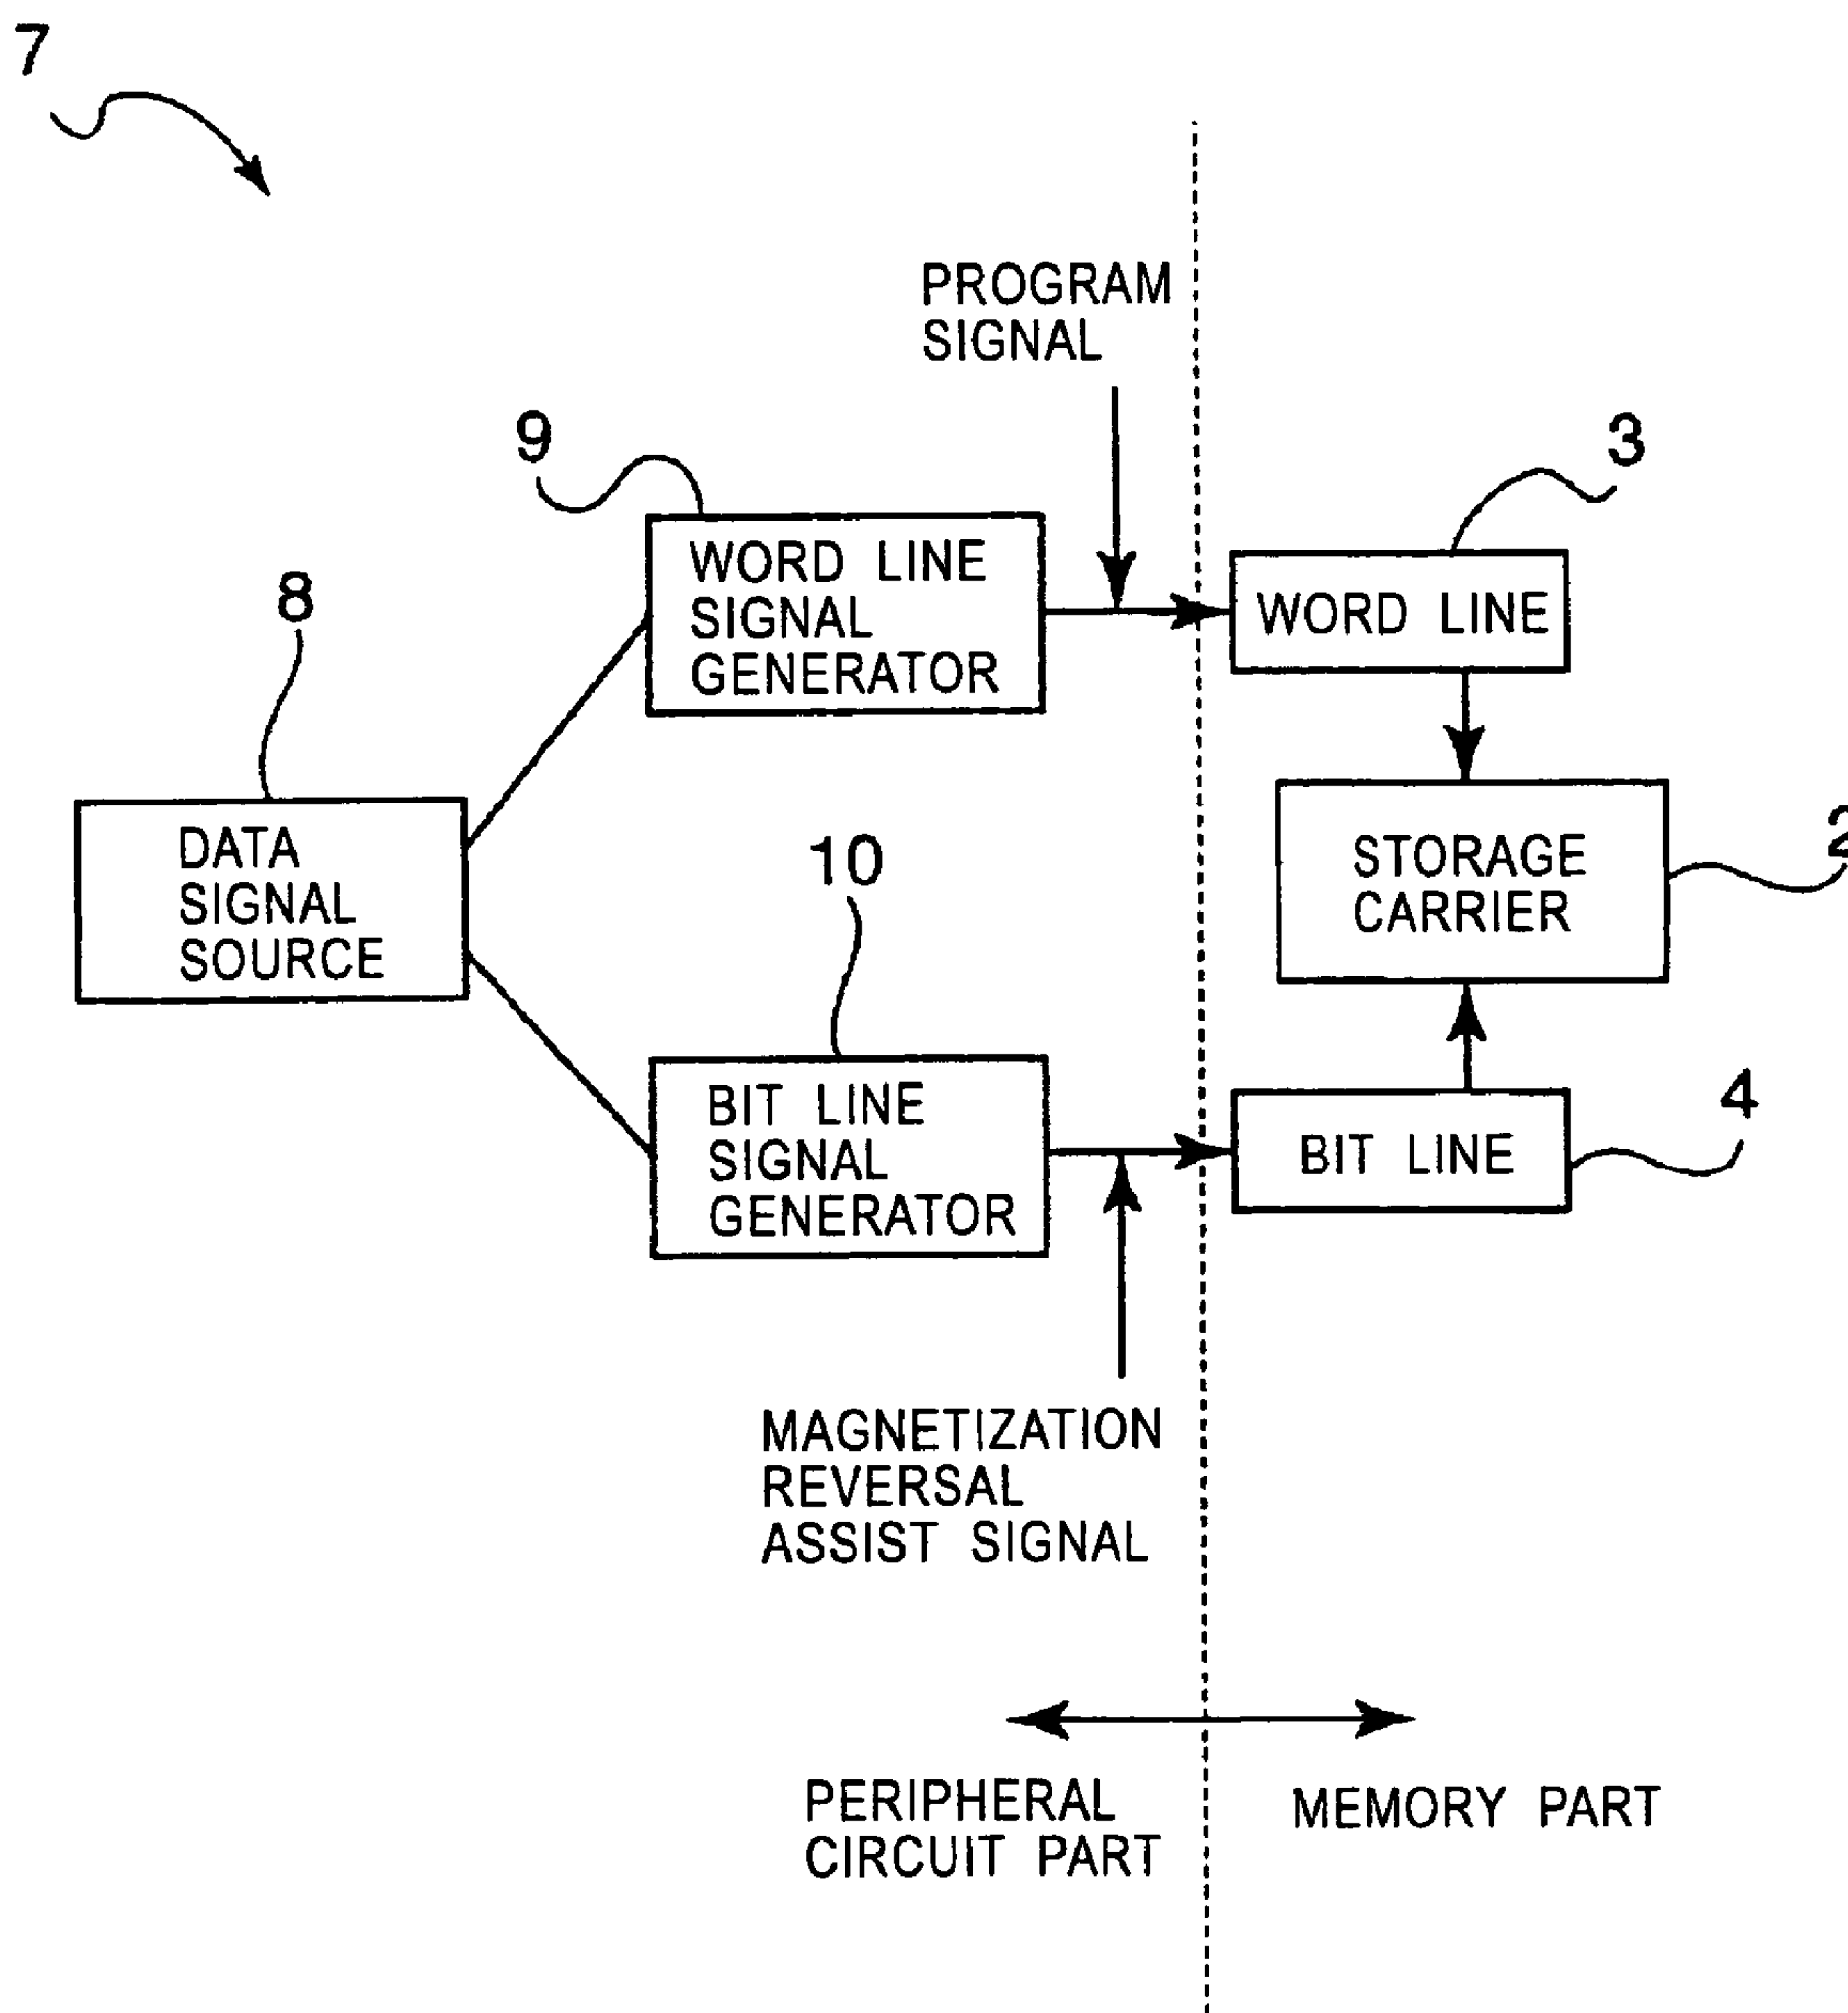 7
PROGRAM
SIGNAL
9
3
WORD LINE
SIGNAL
GENERATOR
WORD LINE
8
DATA
SIGNAL
SOURCE
10
STORAGE
CARRIER
2
BIT LINE
SIGNAL
GENERATOR
BIT LINE
4
MAGNETIZATION
REVERSAL
ASSIST SIGNAL
PERIPHERAL
CIRCUIT PART
MEMORY PART